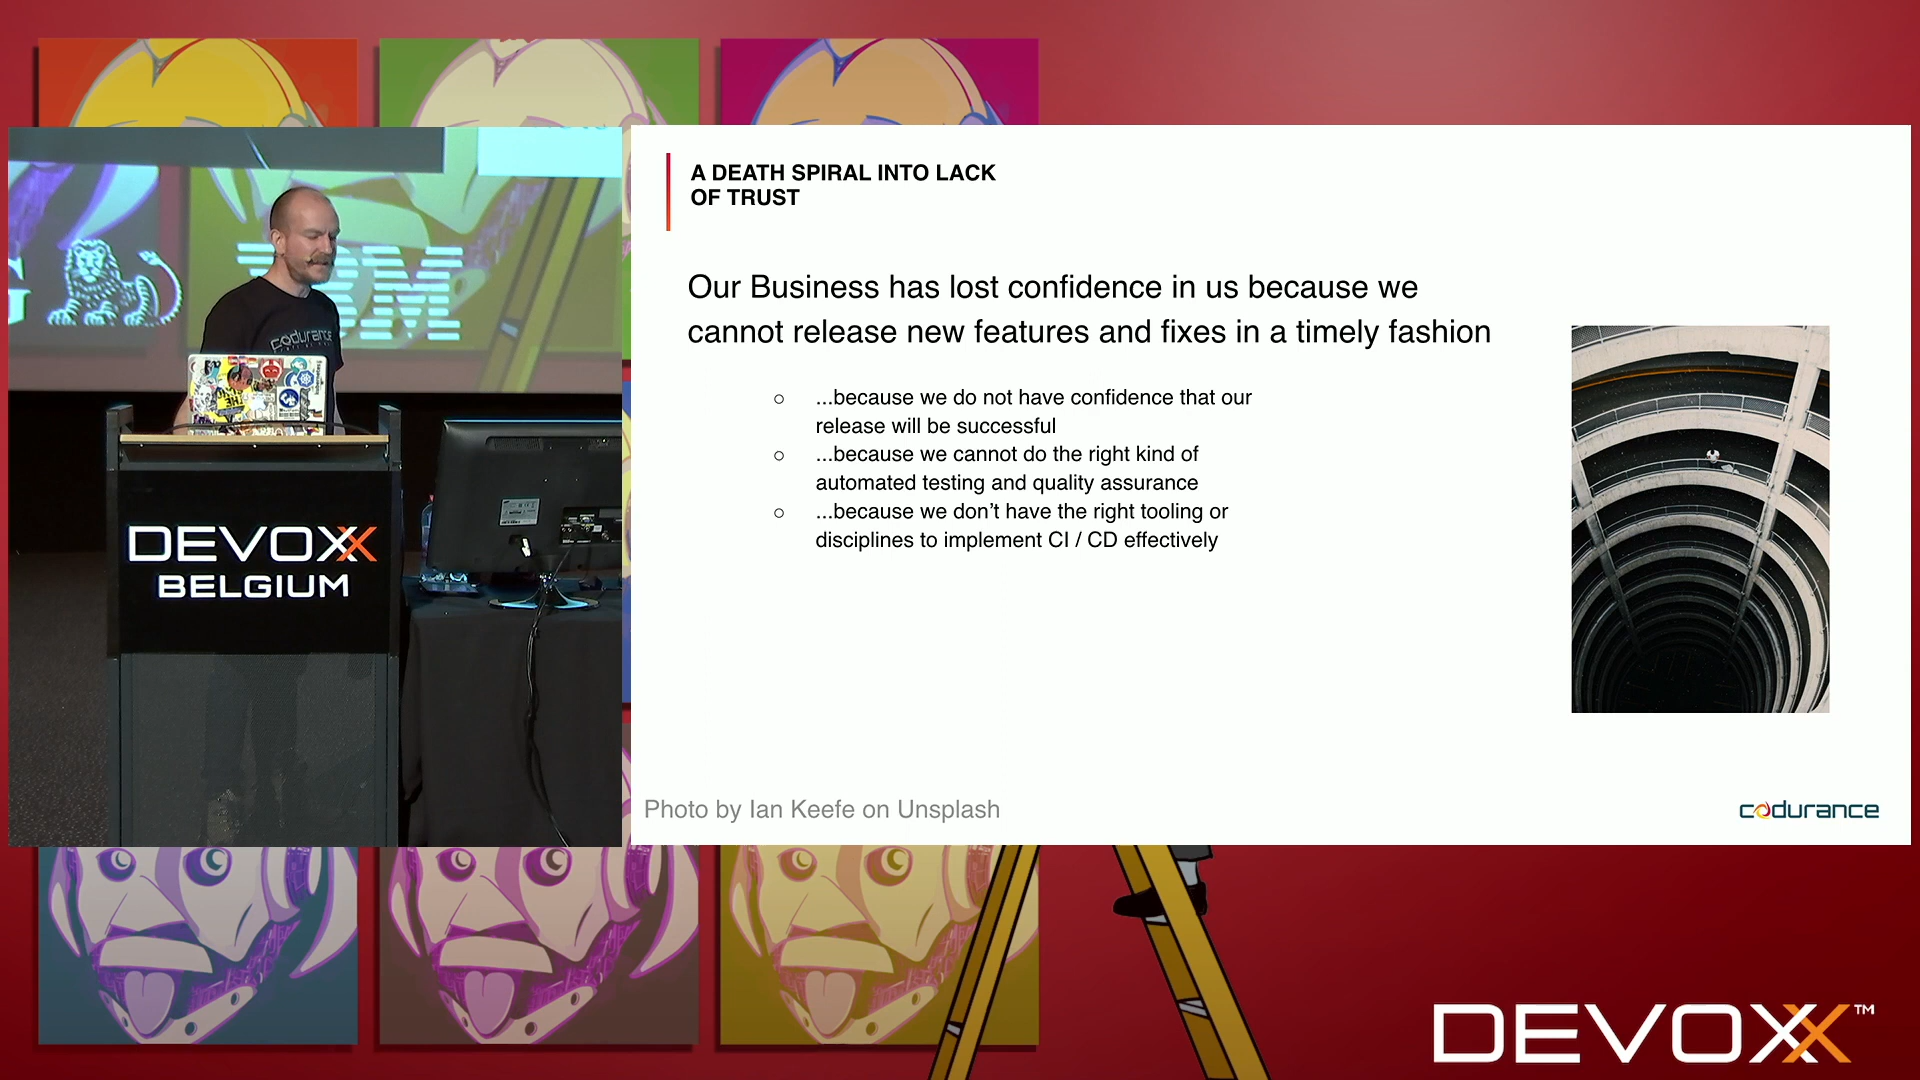 A DEATH SPIRAL INTO LACK
OF TRUST
Our Business has lost confidence in us because we
cannot release new features and fixes in a timely fashion
...because we do not have confidence that our
release will be successful
...because we cannot do the right kind of
automated testing and quality assurance
...because we don’t have the right tooling or
disciplines to implement CI / CD effectively
Photo by Ian Keefe on Unsplash
codurance
IBM
codurance
DEVOXX
BELGIUM
DEVOXX™